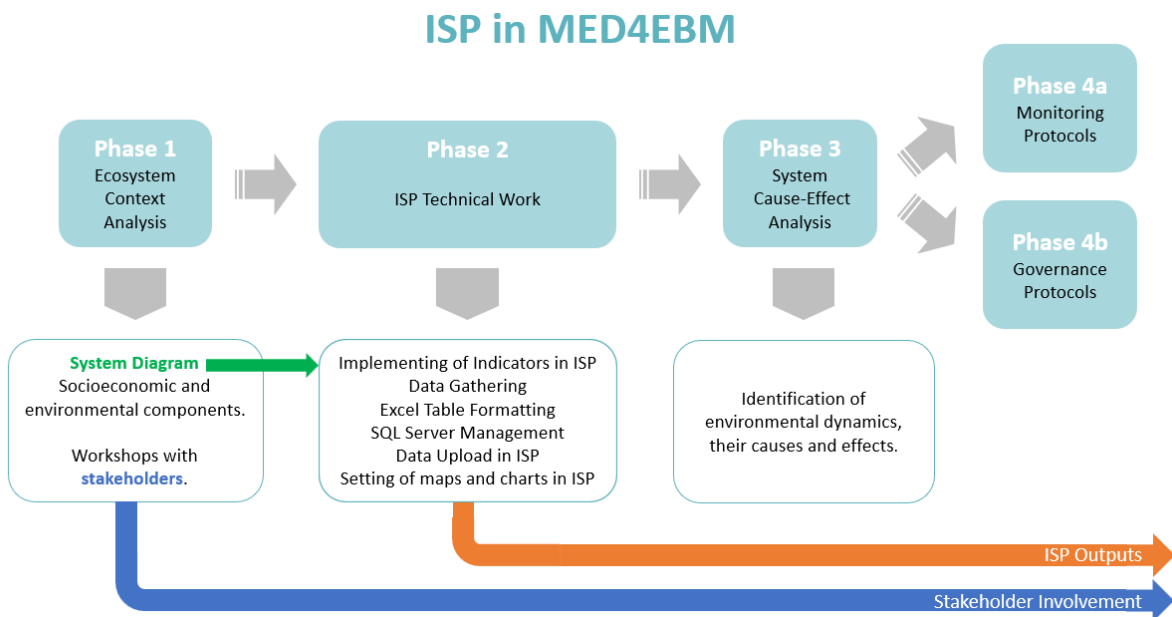 ISP in MED4EBM
Phase 1
Ecosystem
Context
Analysis
Phase 2
ISP Technical Work
Phase 3
System
Cause-Effect
Analysis
Phase 4a
Monitoring
Protocols
Phase 4b
Governance
Protocols
System Diagram
Socioeconomic and
environmental components.
Workshops with
stakeholders.
Implementing of Indicators in ISP
Data Gathering
Excel Table Formatting
SQL Server Management
Data Upload in ISP
Setting of maps and charts in ISP
Identification of
environmental dynamics,
their causes and effects.
ISP Outputs
Stakeholder Involvement